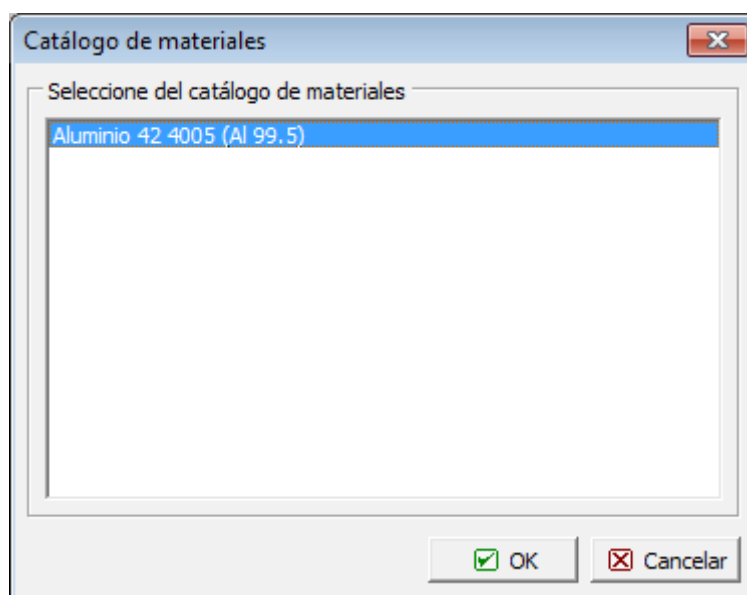 Catálogo de materiales
Seleccione del catálogo de materiales
Aluminio 42 4005 (Al 99.5)
OK
Cancelar